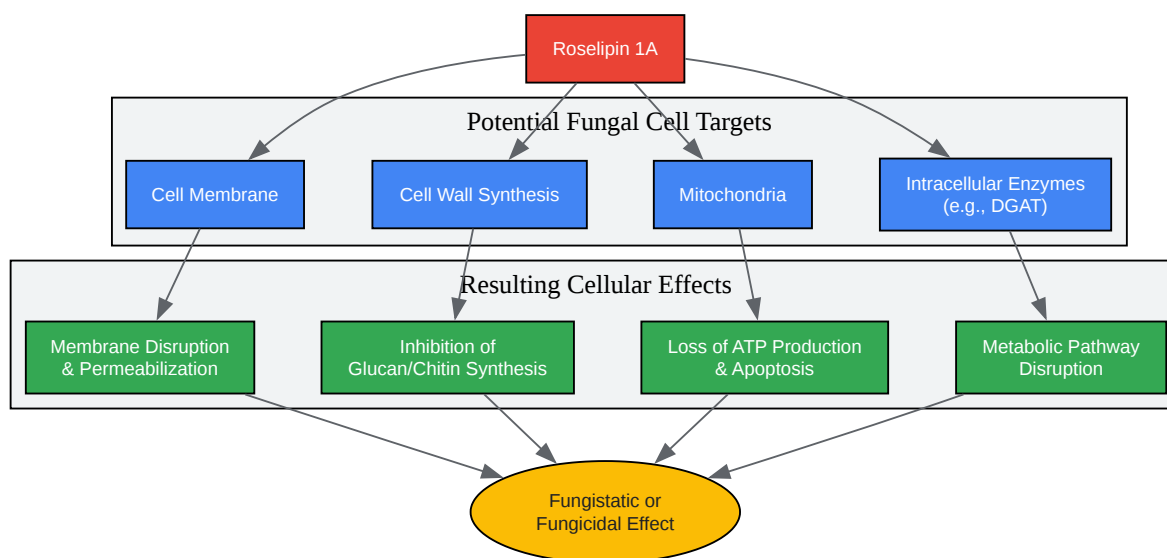 Roselipin 1A
Potential Fungal Cell Targets
Cell Membrane
Cell Wall Synthesis
Mitochondria
Intracellular Enzymes
(e.g., DGAT)
Resulting Cellular Effects
Membrane Disruption
& Permeabilization
Inhibition of
Glucan/Chitin Synthesis
Loss of ATP Production
& Apoptosis
Metabolic Pathway
Disruption
Fungistatic or
Fungicidal Effect